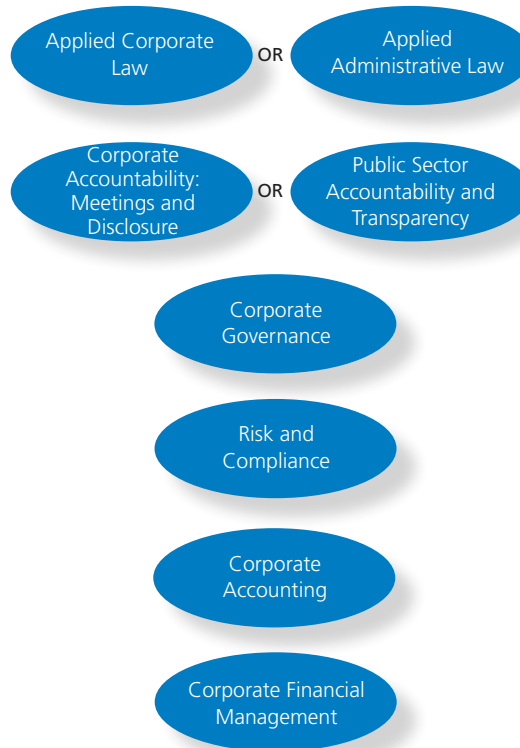 Applied Corporate
Law
OR
Applied
Administrative Law
Corporate
Accountability:
Meetings and
Disclosure
OR
Public Sector
Accountability and
Transparency
Corporate
Governance
Risk and
Compliance
Corporate
Accounting
Corporate Financial
Management